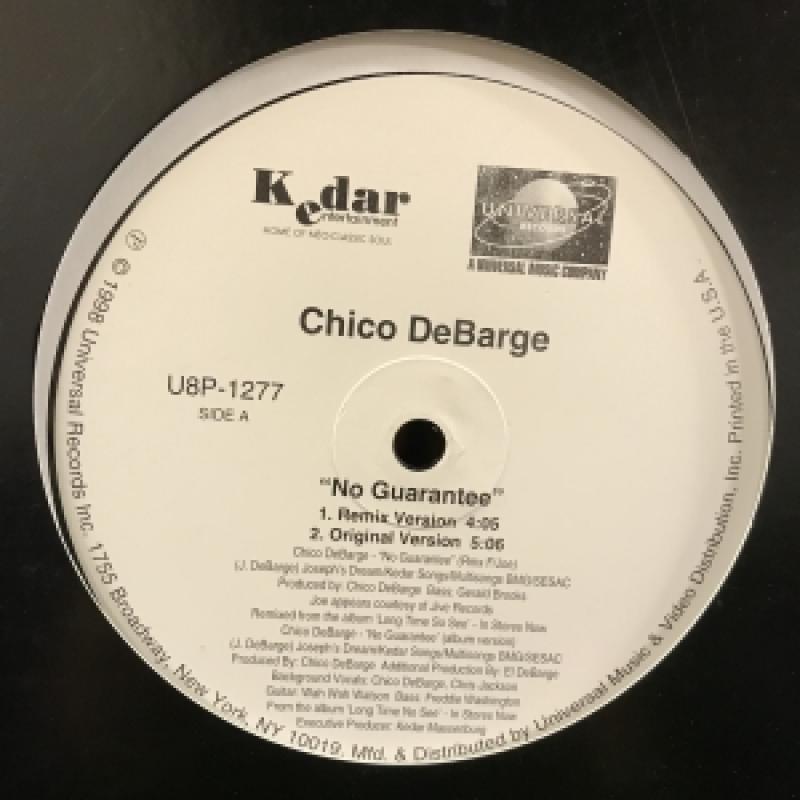 Kedar
Entertainment
HOME OF NEO-CLASSIC SOUL
UNIVERSAL
RECORDS
A UNIVERSAL MUSIC COMPANY
Chico DeBarge
U8P-1277
SIDE A
"No Guarantee"
1. Remix Version 4:05
2. Original Version 5:06
Chico DeBarge - "No Guarantee" (Rmx F/Joe)
(J. DeBarge) Joseph's Dream/Kedar Songs/Multisongs BMG/SESAC
Produced by: Chico DeBarge Bass: Gerald Brooks
Joe appears courtesy of Jive Records
Remixed from the album 'Long Time So See' - In Stereo Now
Chico DeBarge - "No Guarantee" (album version)
(J. DeBarge) Joseph's Dream/Kedar Songs/Multisongs BMG/SESAC
Produced By: Chico DeBarge Additional Production By: El DeBarge
Background Vocals: Chico DeBarge, Chris Jackson
Guitar: Wah Wah Watson Bass: Freddie Washington
From the album 'Long Time No See' - In Stereo Now
Executive Producer: Kedar Massenburg
℗ © 1998 Universal Records Inc. 1755 Broadway, New York, NY 10019. Mfd. & Distributed by Universal Music & Video Distribution, Inc. Printed in the U.S.A.